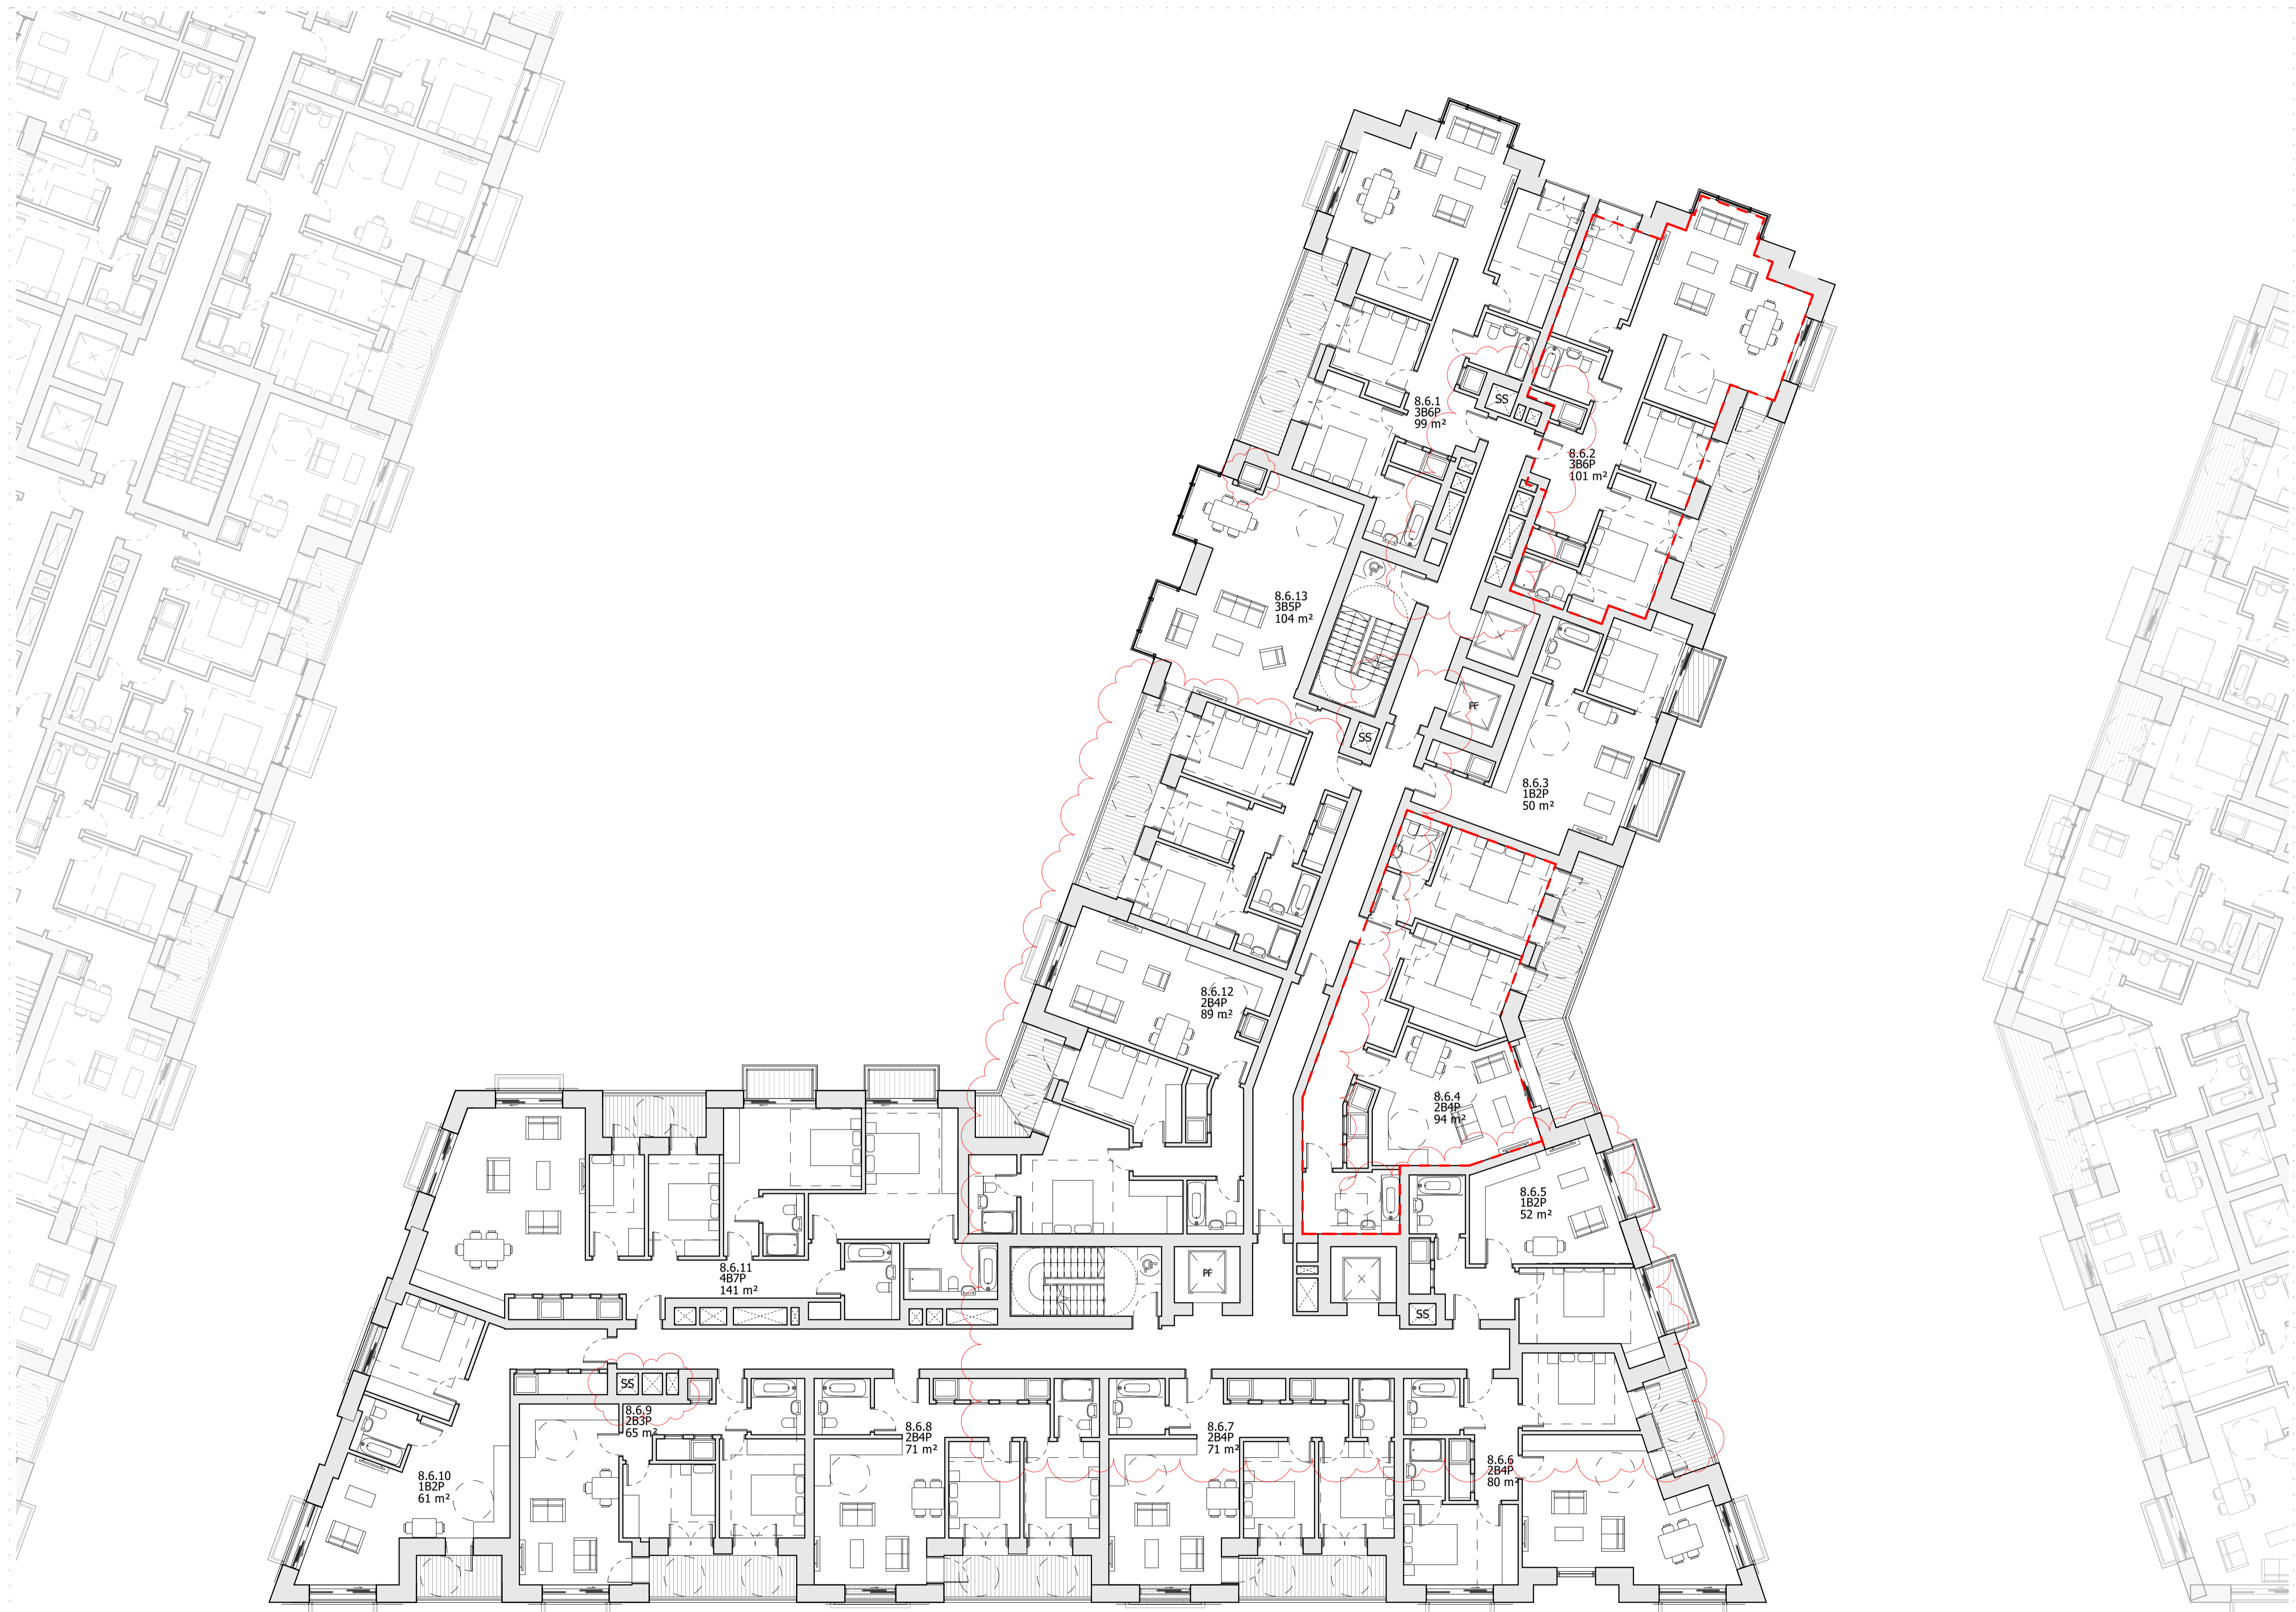 8.6.1
3B6P
99 m²
SS
8.6.2
3B6P
101 m²
8.6.13
3B5P
104 m²
FF
SS
8.6.3
1B2P
50 m²
8.6.12
2B4P
89 m²
8.6.4
2B4P
94 m²
8.6.5
1B2P
52 m²
8.6.11
4B7P
141 m²
FF
SS
SS
8.6.9
2B3P
65 m²
8.6.8
2B4P
71 m²
8.6.7
2B4P
71 m²
8.6.6
2B4P
80 m²
8.6.10
1B2P
61 m²